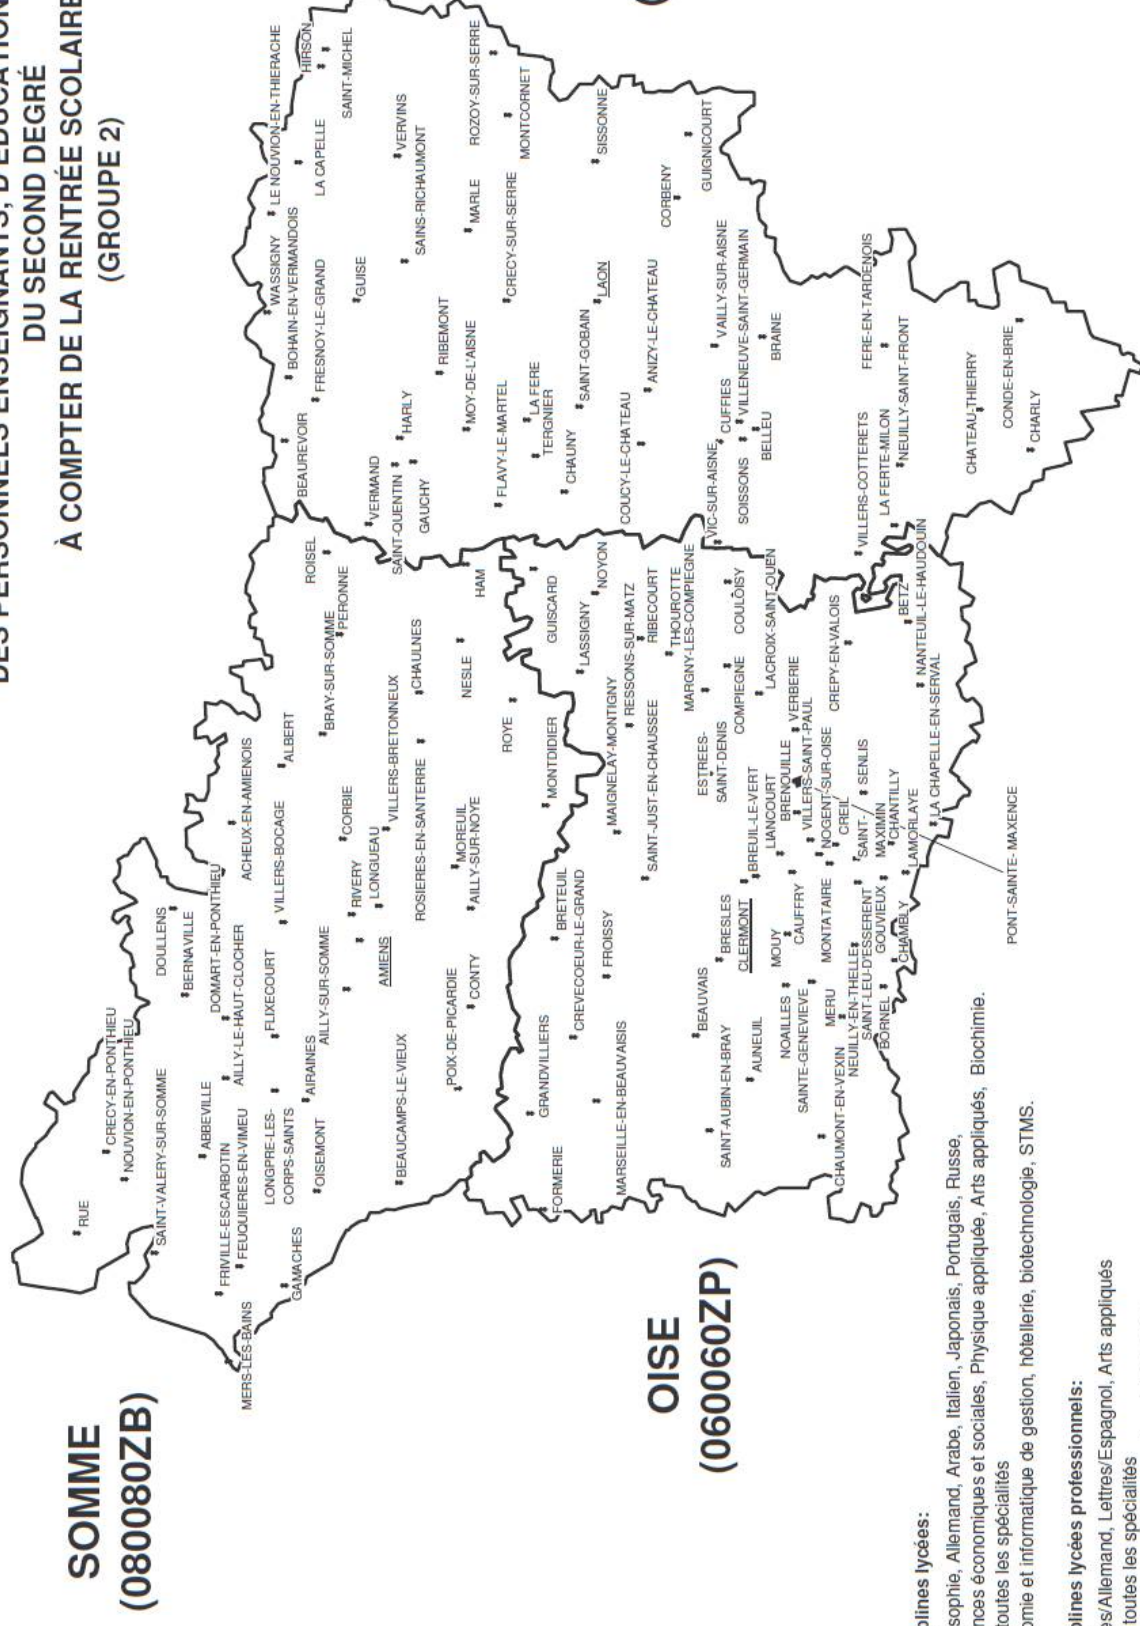 DU SECOND DEGRÉ
À COMPTER DE LA RENTRÉE SCOLAIRE
(GROUPE 2)
SOMME
(080080ZB)
RUE
CRECY-EN-PONTHIEU
NOUVION-EN-PONTHIEU
SAINT-VALERY-SUR-SOMME
DOULLENS
BERNAVILLE
ABBEVILLE
DOMART-EN-PONTHIEU
FRIVILLE-ESCARBOTIN
FEUQUIERES-EN-VIMEU
AILLY-LE-HAUT-CLOCHER
ACHEUX-EN-AMIENOIS
MERS-LES-BAINS
LONGPRE-LES-
CORPS-SAINTS
FLIXECOURT
VILLERS-BOCAGE
ALBERT
GAMACHES
OISEMONT
AIRAINES
AILLY-SUR-SOMME
BRAY-SUR-SOMME
PERONNE
ROISEL
CORBIE
RIVERY
LONGUEAU
AMIENS
VILLERS-BRETONNEUX
BEAUCAMPS-LE-VIEUX
ROSIERES-EN-SANTERRE
CHAULNES
POIX-DE-PICARDIE
CONTY
MOREUIL
AILLY-SUR-NOYE
NESLE
HAM
ROYE
MONTDIDIER
WASSIGNY
LE NOUVION-EN-THIERACHE
HIRSON
BOHAIN-EN-VERMANDOIS
LA CAPELLE
SAINT-MICHEL
BEAUREVOIR
FRESNOY-LE-GRAND
GUISE
VERMAND
SAINT-QUENTIN
HARLY
GAUCHY
VERVINS
SAINS-RICHAUMONT
RIBEMONT
MOY-DE-L'AISNE
MARLE
ROZOY-SUR-SERRE
FLAVY-LE-MARTEL
CRECY-SUR-SERRE
MONTCORNET
LA FERE
TERGNIER
CHAUNY
SAINT-GOBAIN
LAON
SISSONNE
COUCY-LE-CHATEAU
ANIZY-LE-CHATEAU
CORBENY
GUIGNICOURT
VIC-SUR-AISNE
CUFFIES
VAILLY-SUR-AISNE
SOISSONS
VILLENEUVE-SAINT-GERMAIN
BELLEU
BRAINE
VILLERS-COTTERETS
FERE-EN-TARDENOIS
LA FERTE-MILON
NEUILLY-SAINT-FRONT
CHATEAU-THIERRY
CONDE-EN-BRIE
CHARLY
OISE
(060060ZP)
FORMERIE
GRANDVILLIERS
BRETEUIL
CREVECOEUR-LE-GRAND
FROISSY
MARSEILLE-EN-BEAUVAISIS
GUISCARD
LASSIGNY
NOYON
MAIGNELAY-MONTIGNY
RESSONS-SUR-MATZ
RIBECOURT
SAINT-JUST-EN-CHAUSSEE
THOUROTTE
MARGNY-LES-COMPIEGNE
ESTREES-
SAINT-DENIS
COMPIEGNE
COULOISY
BEAUVAIS
BRESLES
SAINT-AUBIN-EN-BRAY
CLERMONT
BREUIL-LE-VERT
LACROIX-SAINT-OUEN
AUNEUIL
MOUY
LIANCOURT
BRENOUILLE
VERBERIE
NOAILLES
CAUFFRY
VILLERS-SAINT-PAUL
SAINTE-GENEVIEVE
NOGENT-SUR-OISE
CREPY-EN-VALOIS
MONTATAIRE
CREIL
MERU
CHAUMONT-EN-VEXIN
NEUILLY-EN-THELLE
SAINT-
MAXIMIN
SENLIS
SAINT-LEU-D'ESSERENT
GOUVIEUX
CHANTILLY
BORNEL
CHAMBLY
LAMORLAYE
LA CHAPELLE-EN-SERVAL
NANTEUIL-LE-HAUDOUIN
BETZ
PONT-SAINTE- MAXENCE
plines lycées:
sophie, Allemand, Arabe, Italien, Japonais, Portugais, Russe,
nces économiques et sociales, Physique appliquée, Arts appliqués, Biochimie.
toutes les spécialités
omie et informatique de gestion, hôtellerie, biotechnologie, STMS.
plines lycées professionnels:
es/Allemand, Lettres/Espagnol, Arts appliqués
toutes les spécialités